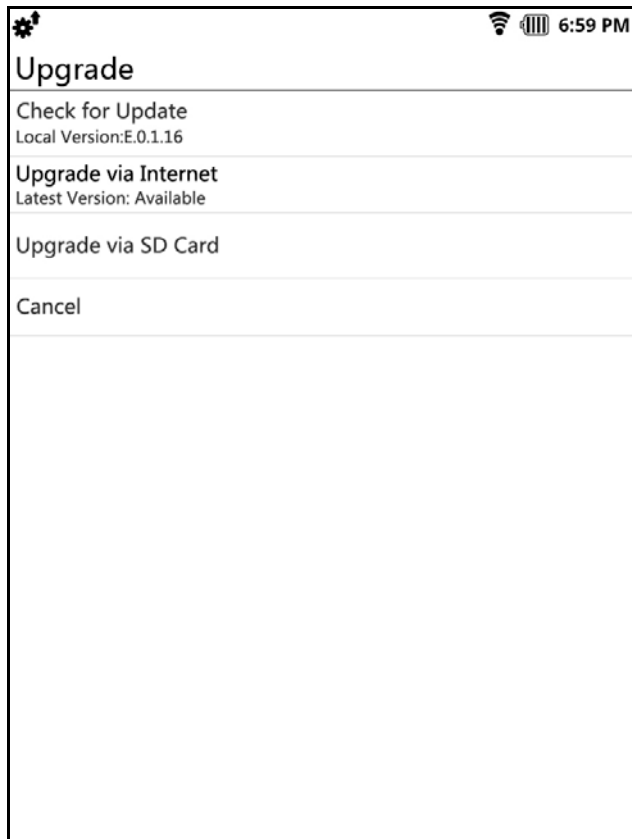 6:59 PM
Upgrade
Check for Update
Local Version:E.0.1.16
Upgrade via Internet
Latest Version: Available
Upgrade via SD Card
Cancel